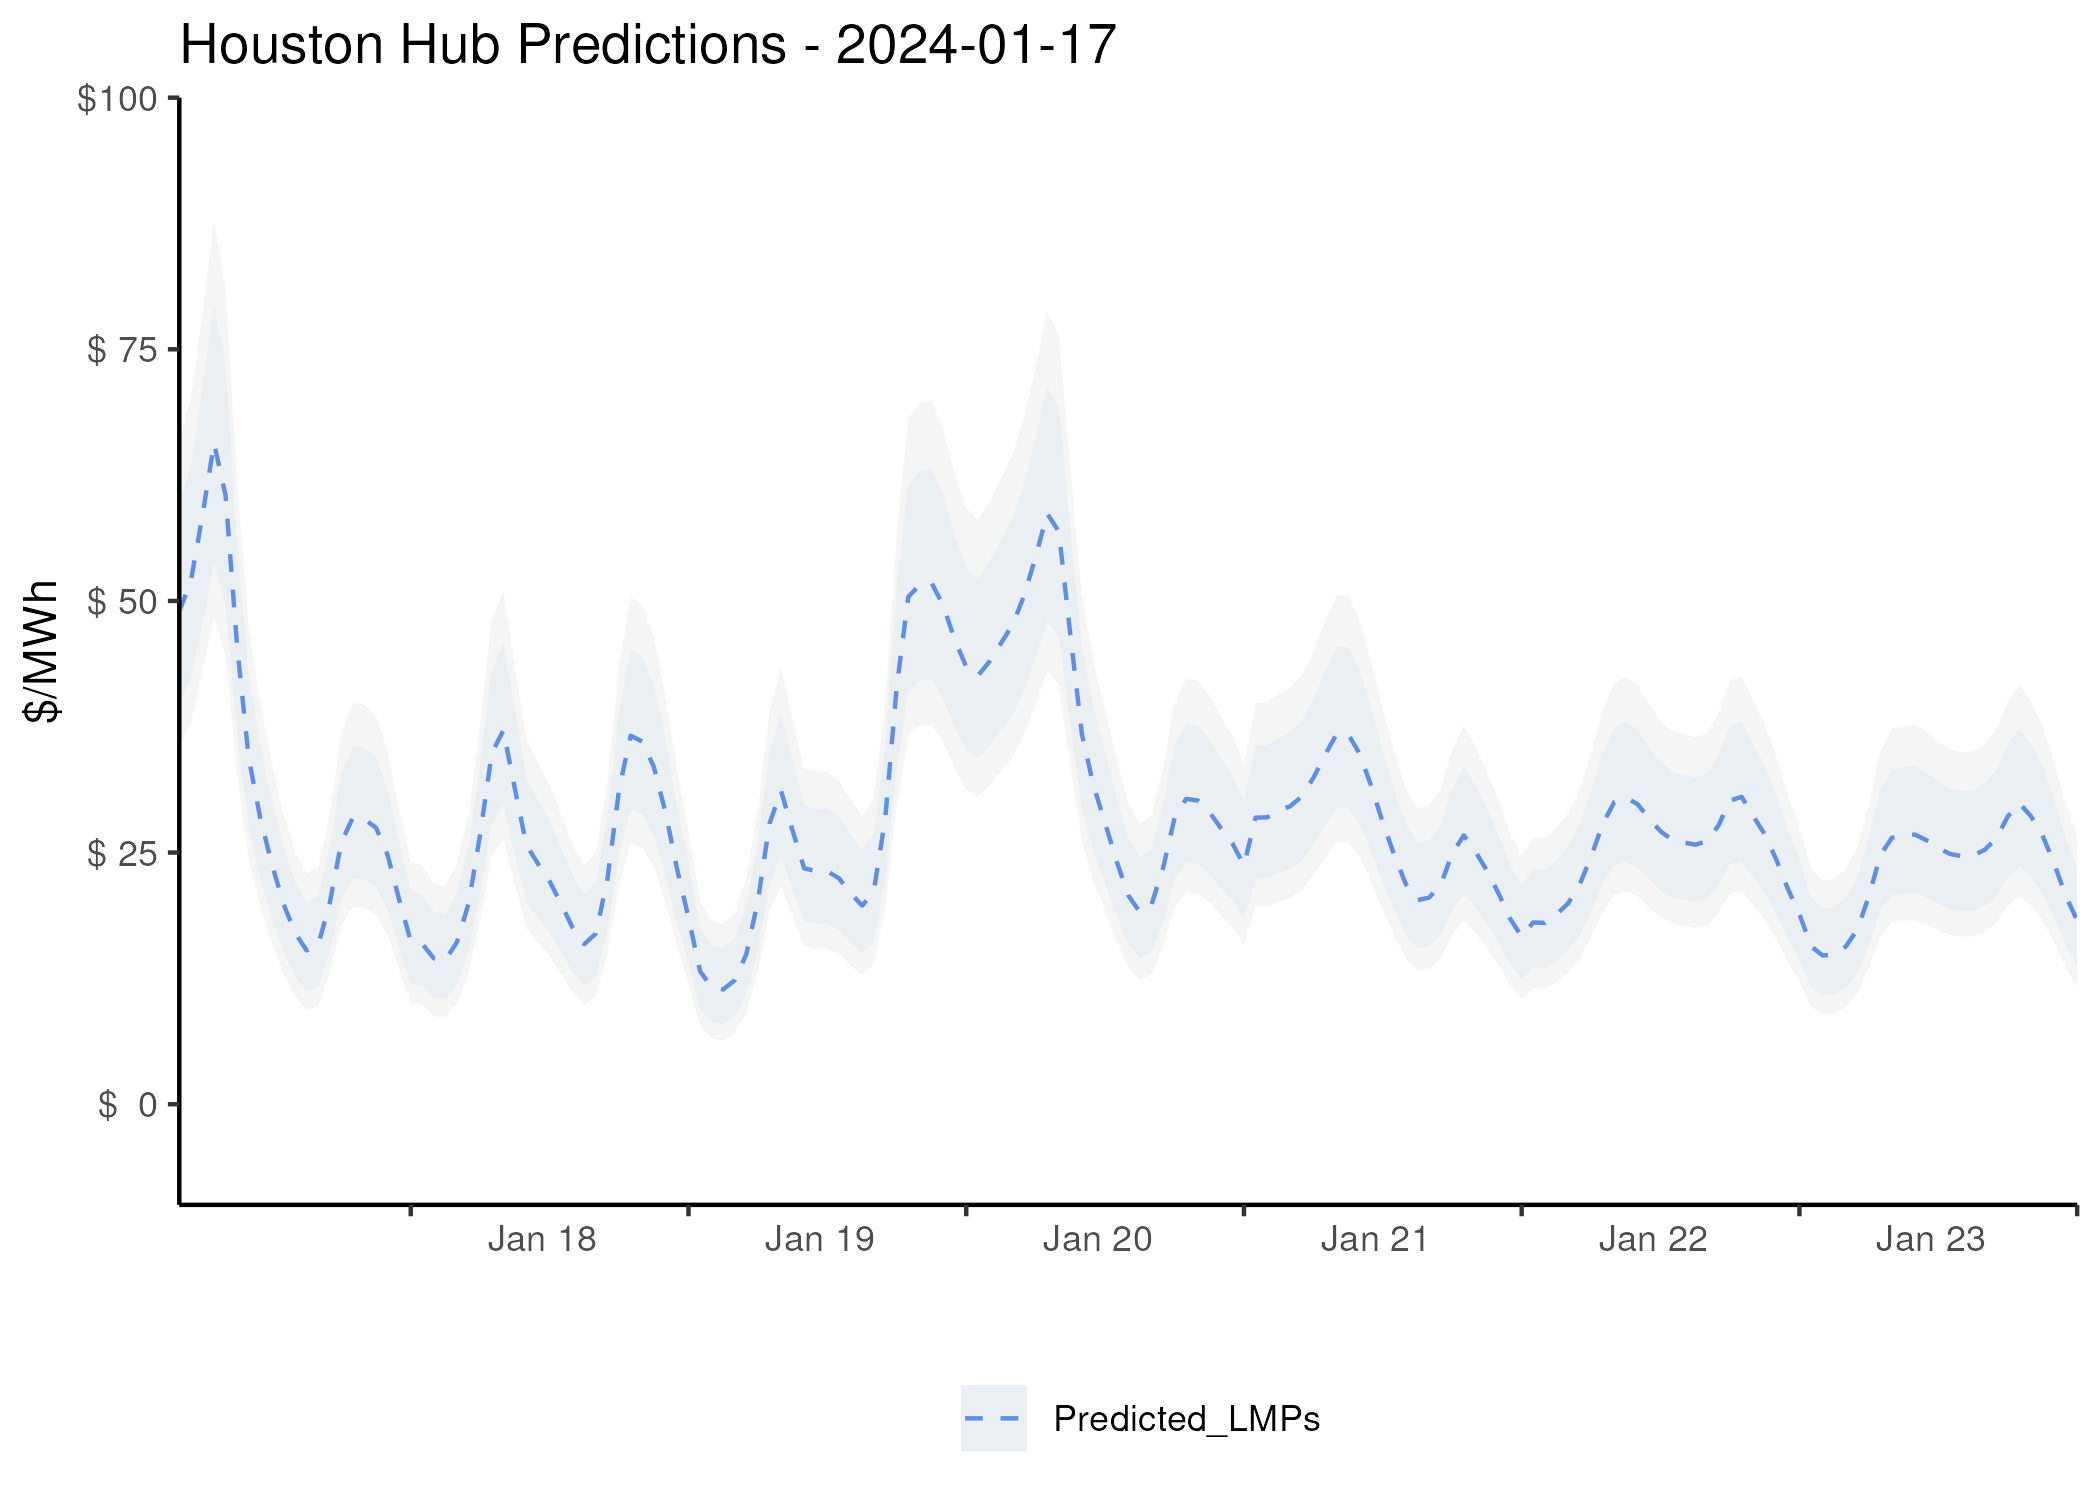 Houston Hub Predictions - 2024-01-17
$100
$ 75
$ 50
$ 25
$  0
$/MWh
Jan 18 Jan 19 Jan 20 Jan 21 Jan 22 Jan 23
Predicted_LMPs